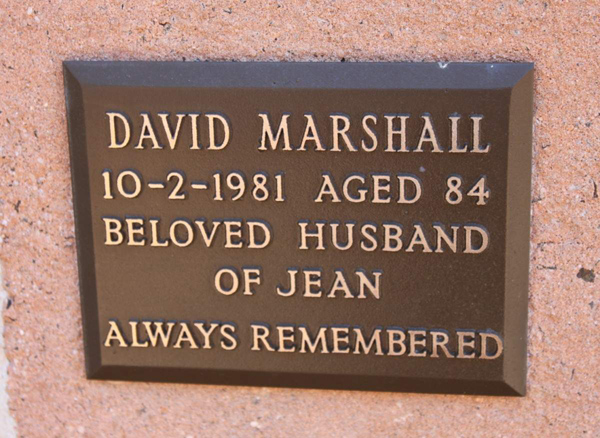 DAVID MARSHALL
10-2-1981 AGED 84
BELOVED HUSBAND
OF JEAN
ALWAYS REMEMBERED